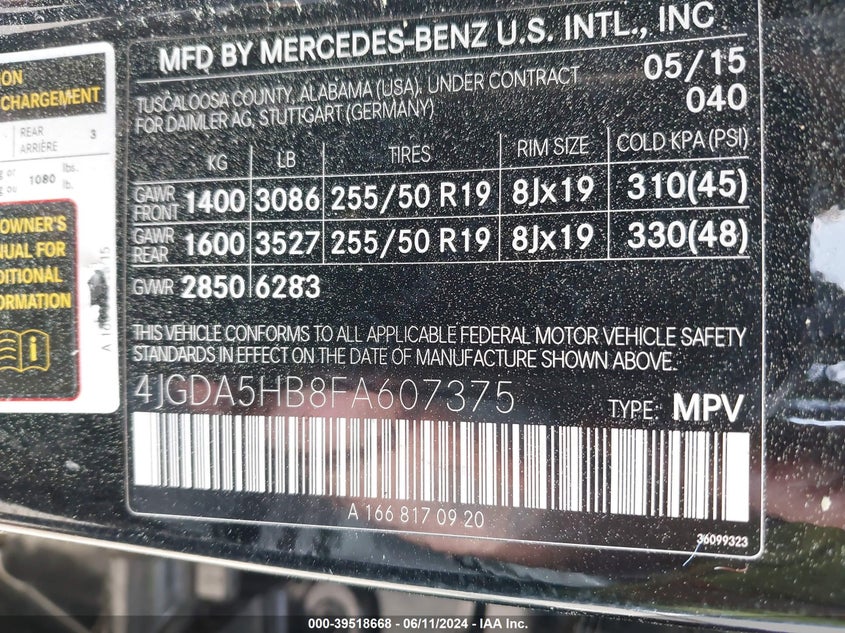 MFD BY MERCEDES-BENZ U.S. INTL., INC
TUSCALOOSA COUNTY, ALABAMA (USA). UNDER CONTRACT
FOR DAIMLER AG, STUTTGART (GERMANY)
05/15
040
KG LB TIRES RIM SIZE COLD KPA (PSI)
GAWR FRONT 1400 3086 255/50 R19 8Jx19 310(45)
GAWR REAR 1600 3527 255/50 R19 8Jx19 330(48)
GVWR 2850 6283
THIS VEHICLE CONFORMS TO ALL APPLICABLE FEDERAL MOTOR VEHICLE SAFETY
STANDARDS IN EFFECT ON THE DATE OF MANUFACTURE SHOWN ABOVE.
4JGDA5HB8FA607375 TYPE: MPV
A 166 817 09 20
36099323
CHARGEMENT
REAR
ARRIÈRE 3
1080 lbs.
lb.
OWNER'S
FOR
000-39518668 - 06/11/2024 - IAA Inc.